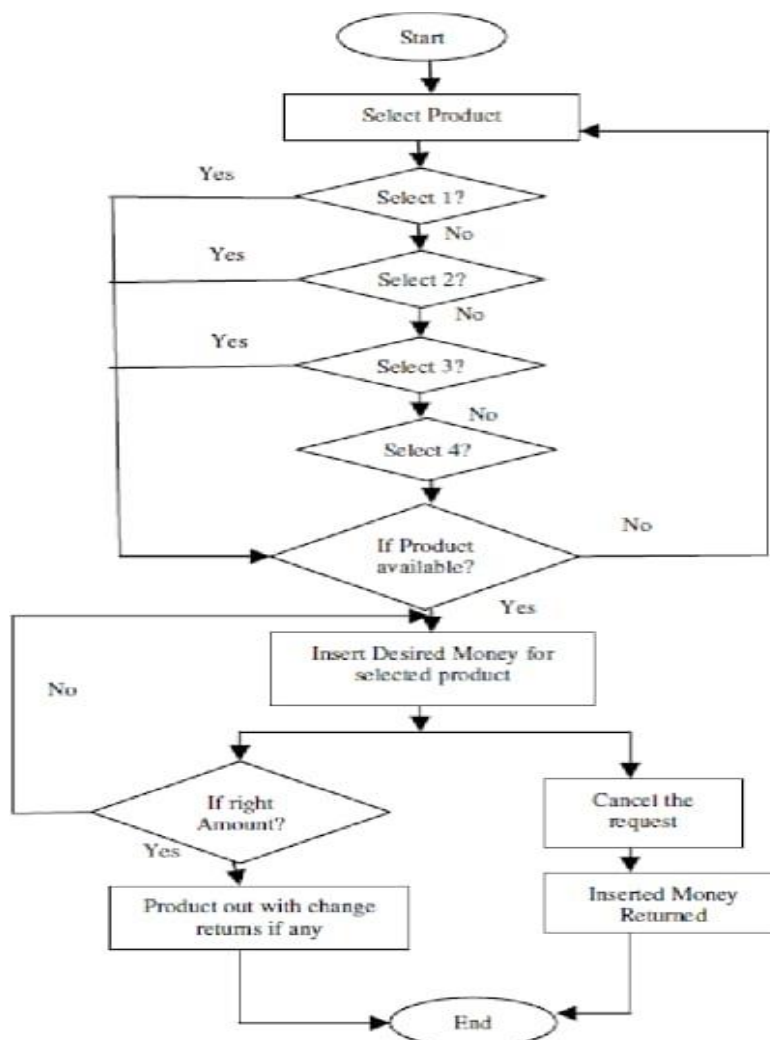 Start
Select Product
Yes
Select 1?
No
Yes
Select 2?
No
Yes
Select 3?
No
Select 4?
No
If Product
available?
Yes
Insert Desired Money for
selected product
No
If right
Amount?
Cancel the
request
Yes
Product out with change
returns if any
Inserted Money
Returned
End